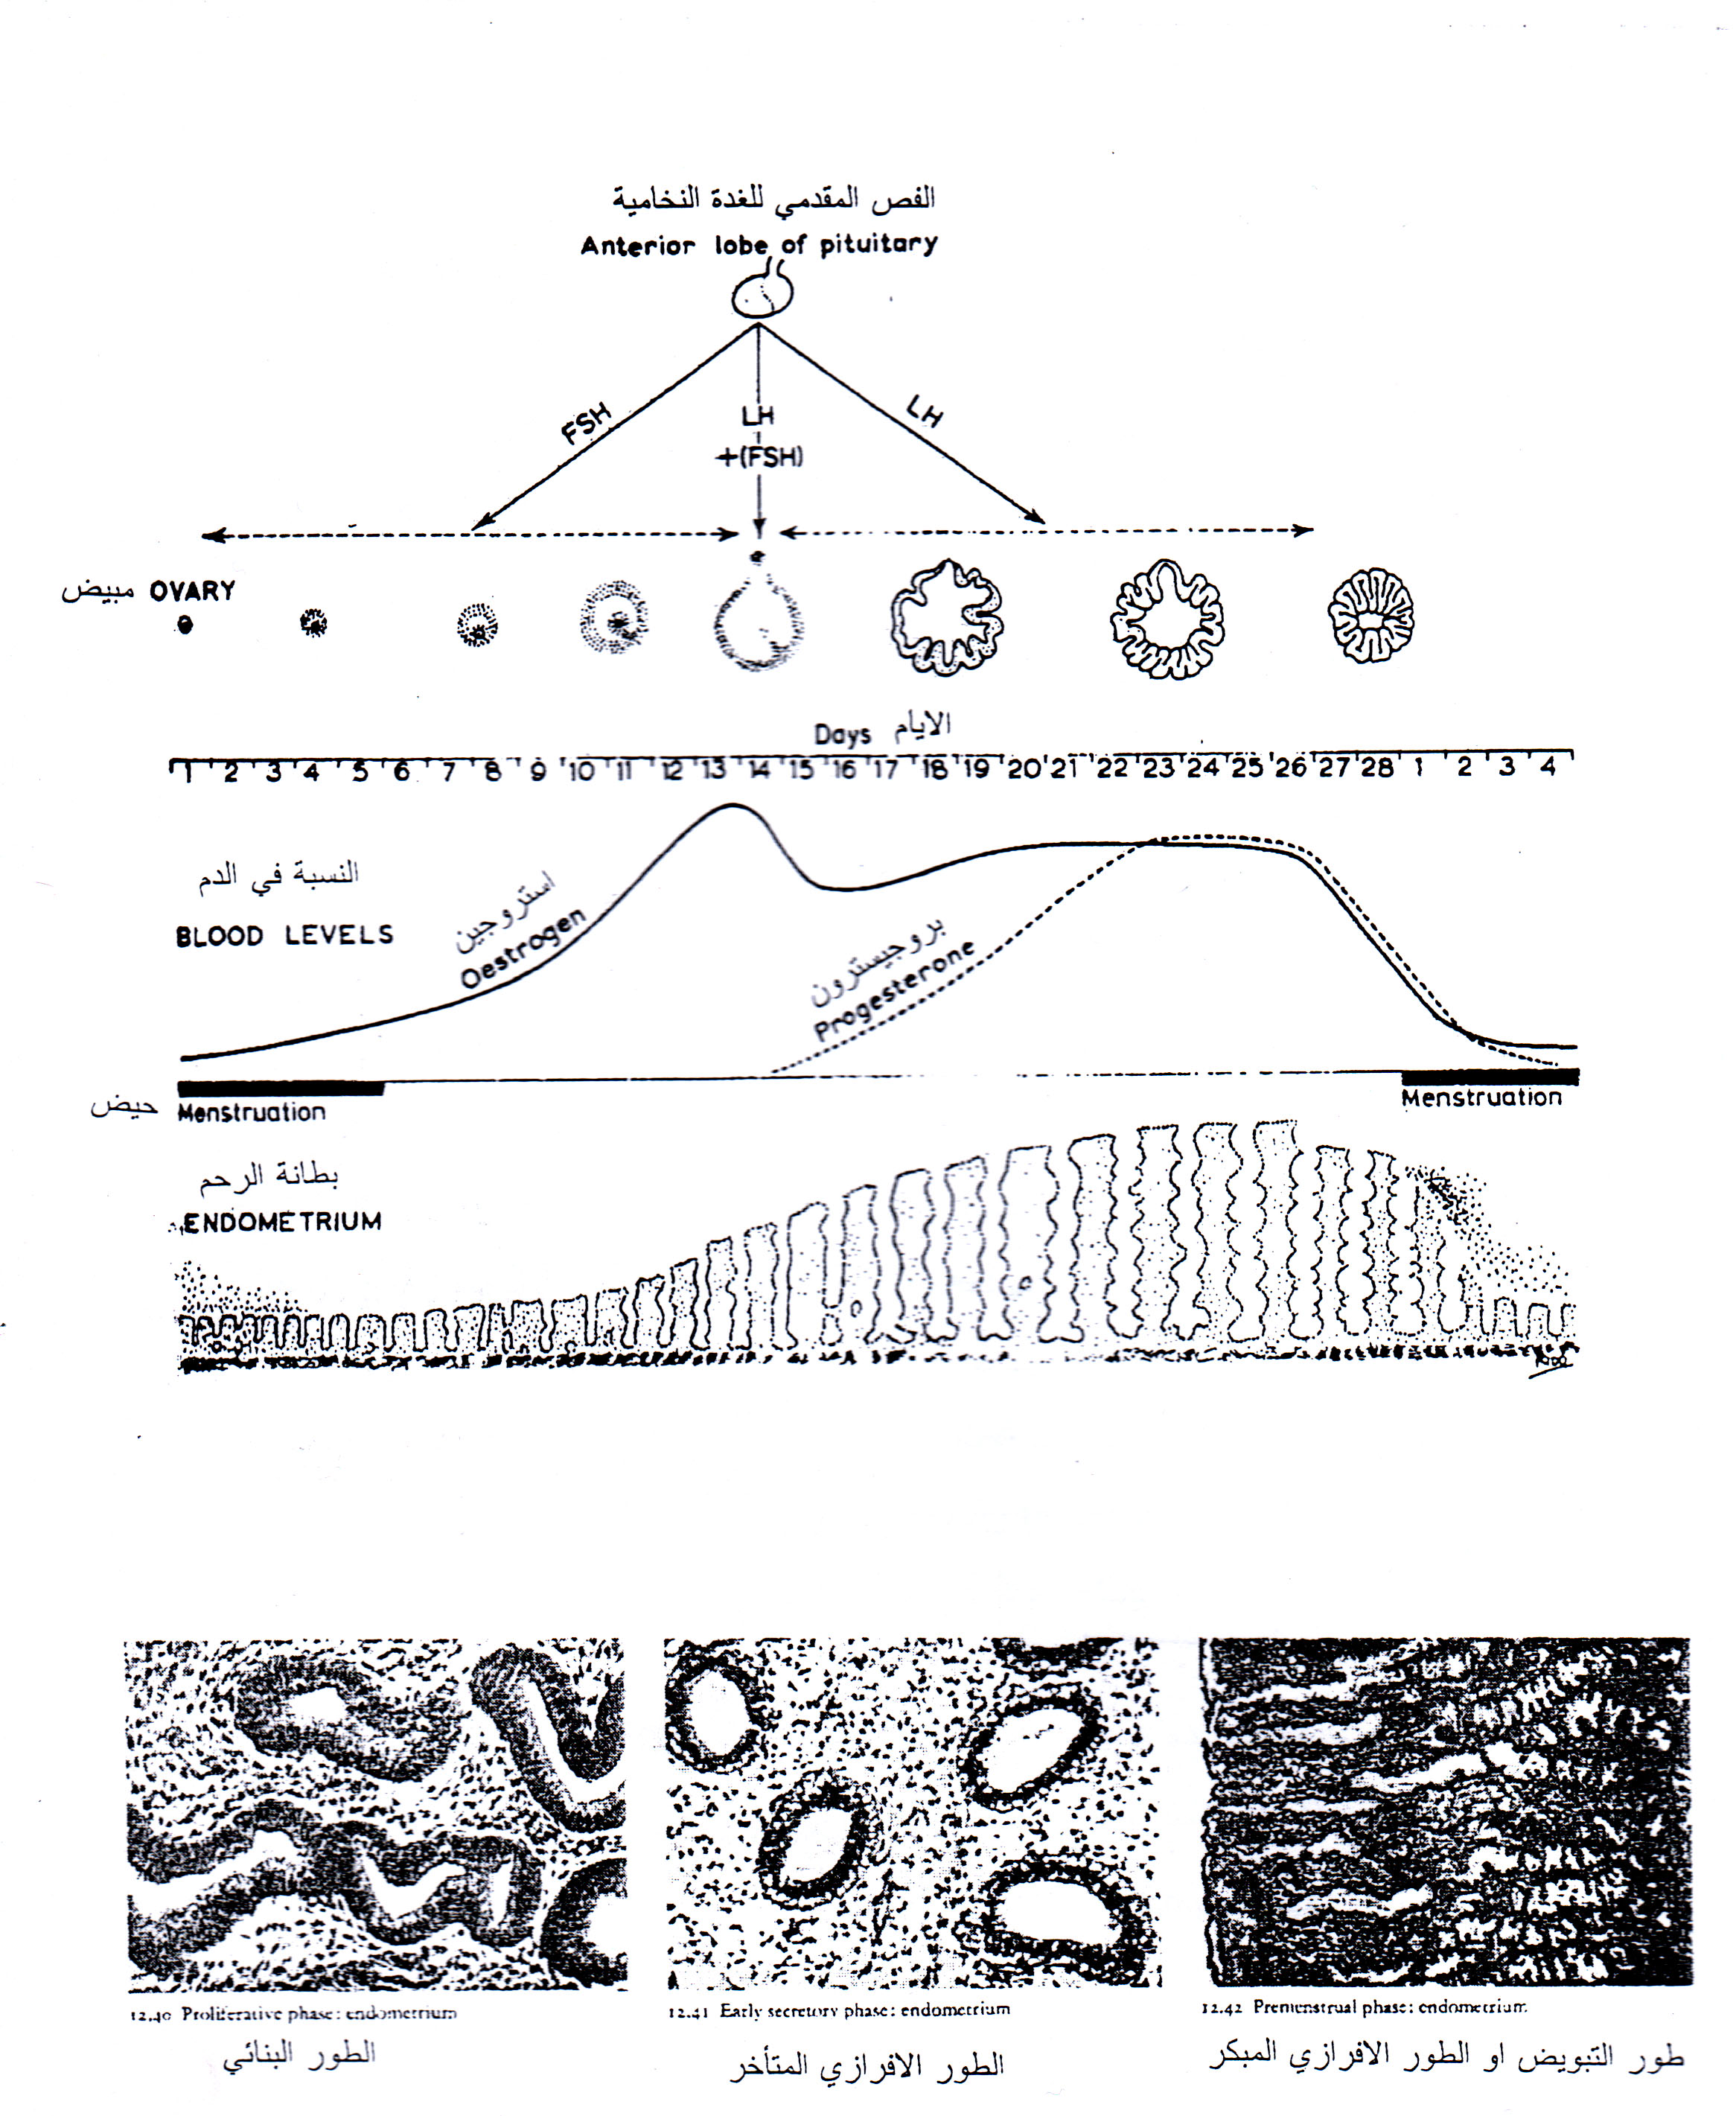 الفص المقدمي للغدة النخامية
Anterior lobe of pituitary
FSH
LH
+(FSH)
LH
مبيض OVARY
Days الايام
1 2 3 4 5 6 7 8 9 10 11 12 13 14 15 16 17 18 19 20 21 22 23 24 25 26 27 28 1 2 3 4
النسبة في الدم
BLOOD LEVELS
استروجين
Oestrogen
بروجيسترون
Progesterone
حيض Menstruation
Menstruation
بطانة الرحم
ENDOMETRIUM
12.40 Proliferative phase: endometrium
الطور البنائي
12.41 Early secretory phase: endometrium
الطور الافرازي المتأخر
12.42 Premenstrual phase: endometrium
طور التبويض او الطور الافرازي المبكر